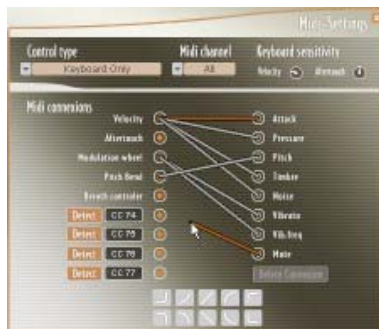 Midi-Settings
Control type
Midi channel
Keyboard sensitivity
Keyboard Only
All
Velocity
Aftertouch
Midi connexions
Velocity
Attack
Aftertouch
Pressure
Modulation wheel
Pitch
Pitch Bend
Timbre
Breath controler
Noise
Detect
CC 74
Vibrato
Detect
CC 75
Vib.freq
Detect
CC 76
Mute
Detect
CC 77
Delete Connexion